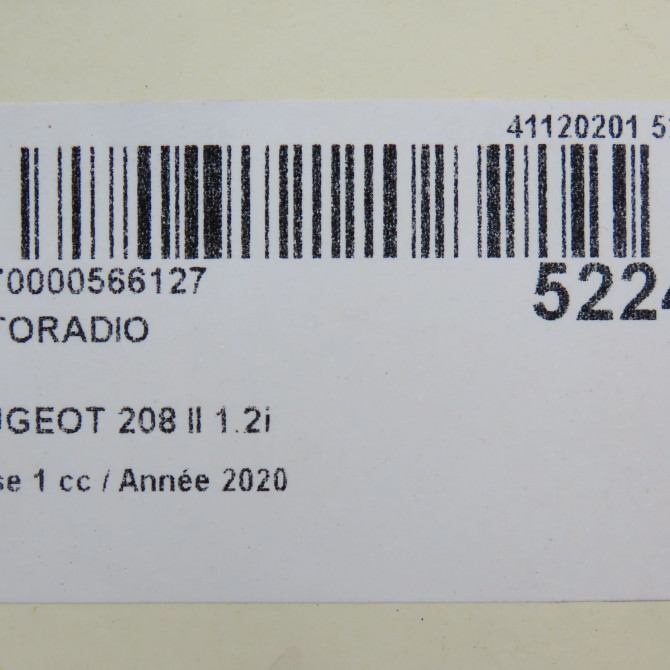 41120201 5
T0000566127
5224
TORADIO
UGEOT 208 II 1.2i
se 1 cc / Année 2020